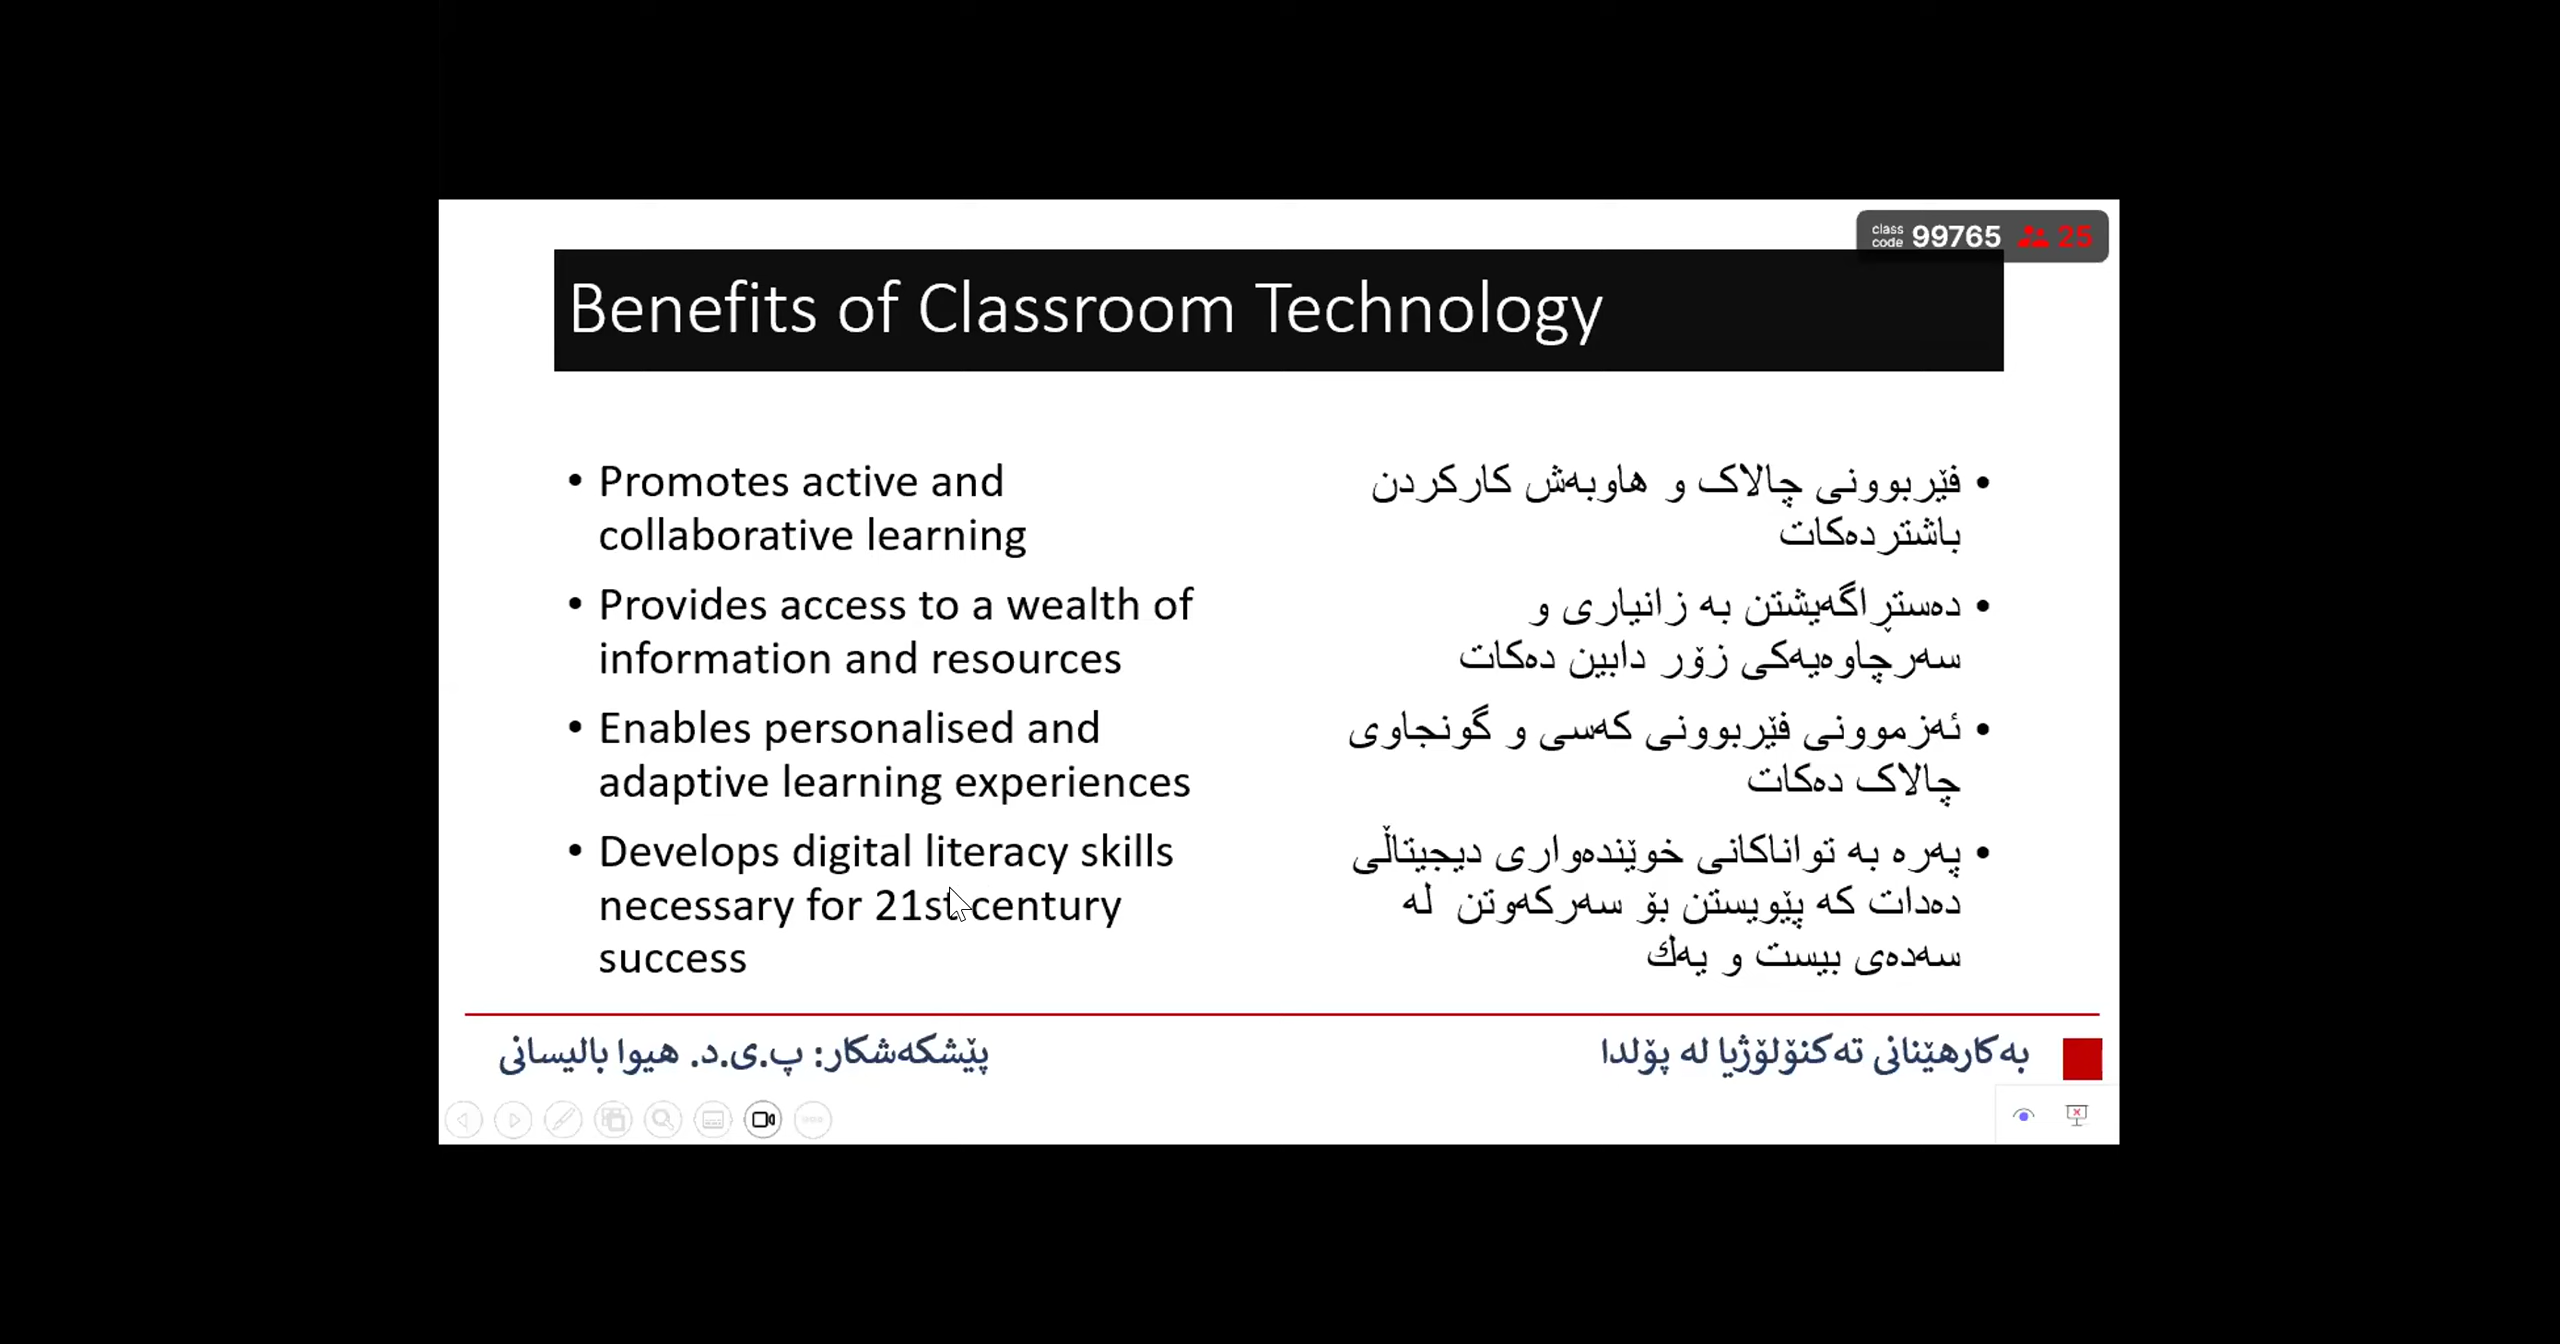 class code 99765 25
Benefits of Classroom Technology
• Promotes active and
collaborative learning
• Provides access to a wealth of
information and resources
• Enables personalised and
adaptive learning experiences
• Develops digital literacy skills
necessary for 21st century
success
• فێربوونی چالاک و هاوبەش کارکردن
باشتردەکات
• دەستڕاگەیشتن بە زانیاری و
سەرچاوەیەکی زۆر دابین دەکات
• ئەزموونی فێربوونی کەسی و گونجاوی
چالاک دەکات
• پەرە بە تواناکانی خوێندەواری دیجیتاڵی
دەدات کە پێویستن بۆ سەرکەوتن لە
سەدەی بیست و یەك
بەکارهێنانی تەکنۆلۆژیا لە پۆلدا
پێشکەشکار: پ.ی.د. هیوا بالیسانی